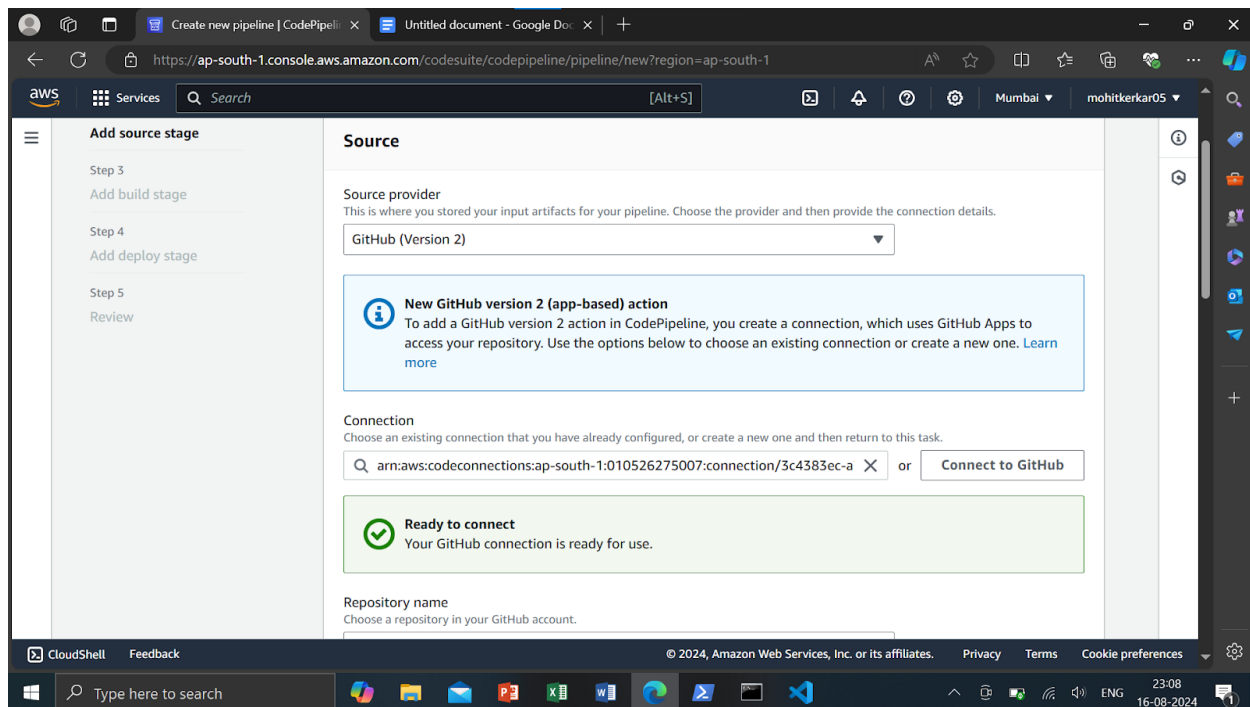 Create new pipeline | CodePipeli
Untitled document - Google Doc
https://ap-south-1.console.aws.amazon.com/codesuite/codepipeline/pipeline/new?region=ap-south-1
aws
Services
Search
[Alt+S]
Mumbai
mohitkerkar05
Add source stage
Step 3
Add build stage
Step 4
Add deploy stage
Step 5
Review
Source
Source provider
This is where you stored your input artifacts for your pipeline. Choose the provider and then provide the connection details.
GitHub (Version 2)
New GitHub version 2 (app-based) action
To add a GitHub version 2 action in CodePipeline, you create a connection, which uses GitHub Apps to
access your repository. Use the options below to choose an existing connection or create a new one. Learn
more
Connection
Choose an existing connection that you have already configured, or create a new one and then return to this task.
arn:aws:codeconnections:ap-south-1:010526275007:connection/3c4383ec-a
or
Connect to GitHub
Ready to connect
Your GitHub connection is ready for use.
Repository name
Choose a repository in your GitHub account.
CloudShell
Feedback
© 2024, Amazon Web Services, Inc. or its affiliates.
Privacy
Terms
Cookie preferences
Type here to search
ENG
23:08
16-08-2024
1